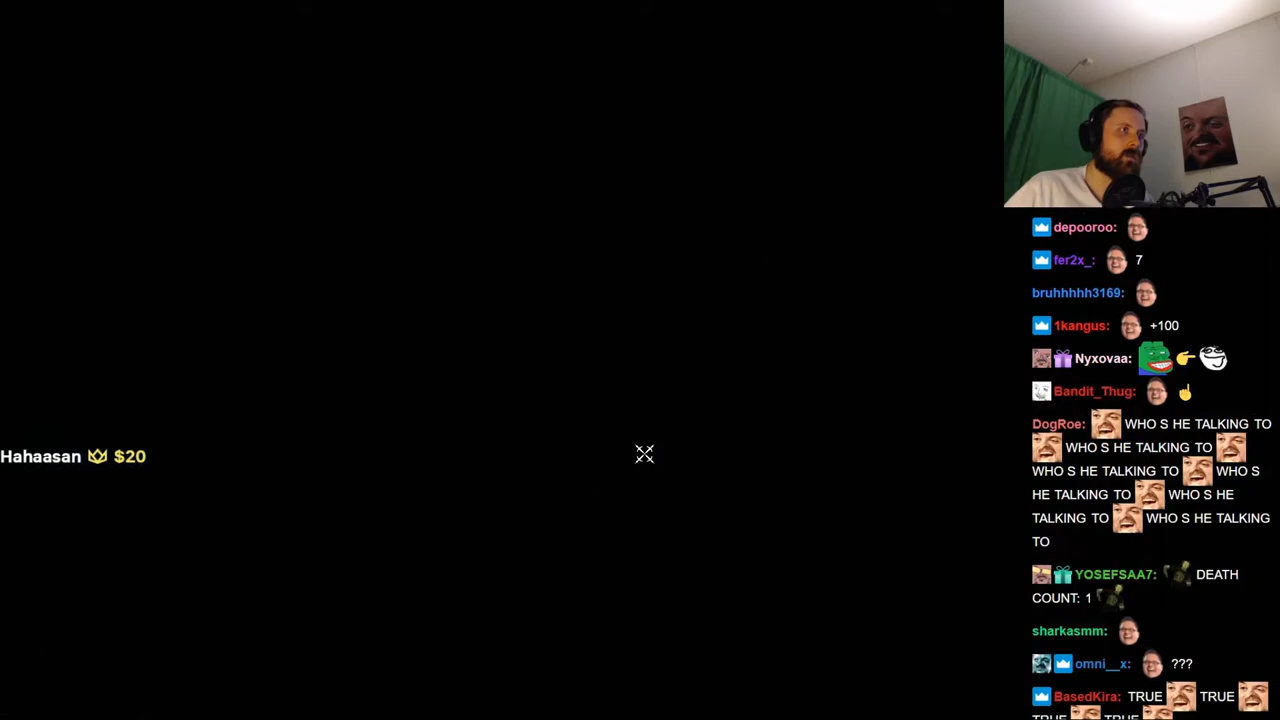 depooroo:
fer2x_: 7
bruhhhhh3169:
1kangus: +100
Nyxovaa:
Bandit_Thug:
DogRoe: WHO S HE TALKING TO
WHO S HE TALKING TO
WHO S HE TALKING TO WHO S
HE TALKING TO WHO S HE
TALKING TO WHO S HE TALKING
TO
Hahaasan $20
YOSEFSAA7: DEATH
COUNT: 1
sharkasmm:
omni__x: ???
BasedKira: TRUE TRUE
TRUE TRUE